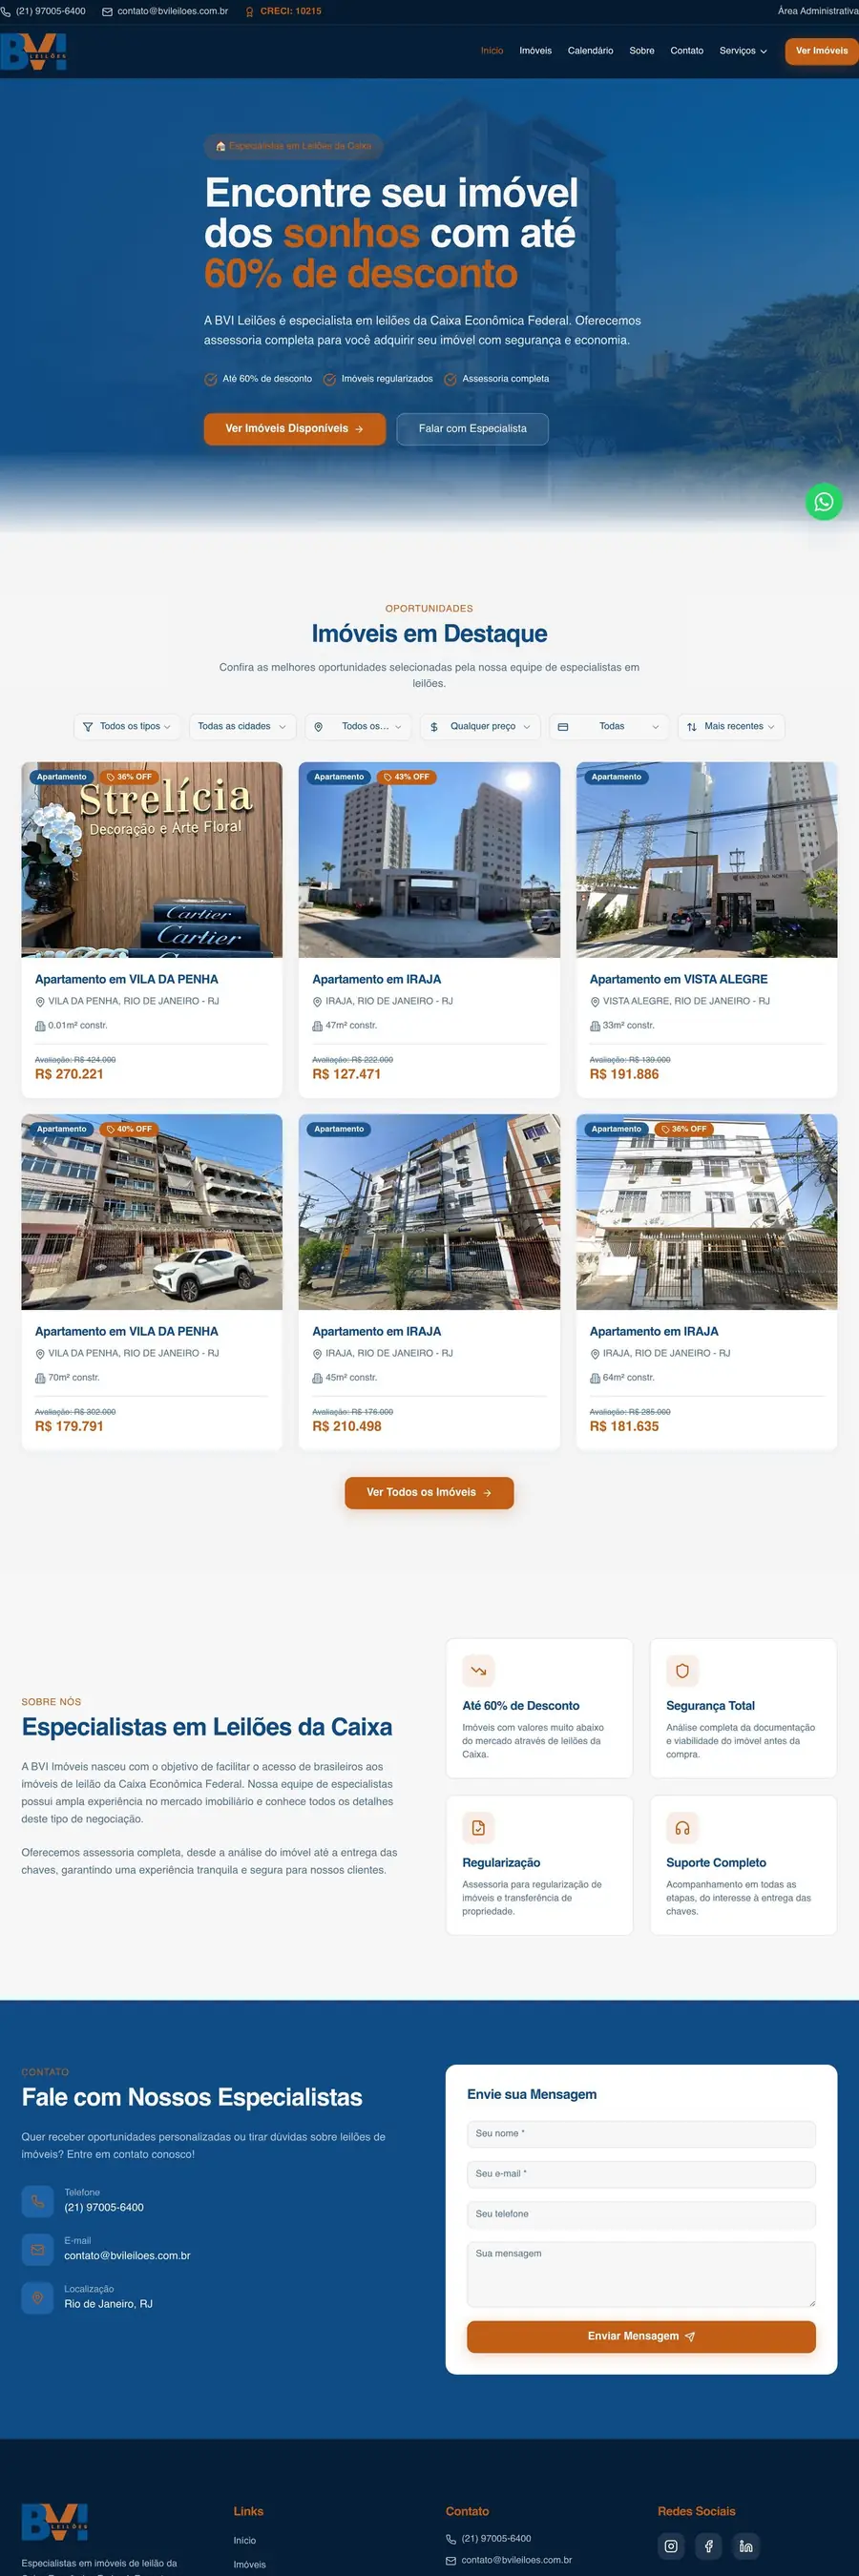 (21) 97005-6400
contato@bvileiloes.com.br
CRECI: 10215
Área Administrativa
BVI
LEILÕES
Início
Imóveis
Calendário
Sobre
Contato
Serviços
Ver Imóveis
Especialistas em Leilões da Caixa
Encontre seu imóvel
dos sonhos com até
60% de desconto
A BVI Leilões é especialista em leilões da Caixa Econômica Federal. Oferecemos
assessoria completa para você adquirir seu imóvel com segurança e economia.
Até 60% de desconto
Imóveis regularizados
Assessoria completa
Ver Imóveis Disponíveis
Falar com Especialista
OPORTUNIDADES
Imóveis em Destaque
Confira as melhores oportunidades selecionadas pela nossa equipe de especialistas em
leilões.
Todos os tipos
Todas as cidades
Todos os...
Qualquer preço
Todas
Mais recentes
Apartamento
36% OFF
Strelícia
Decoração e Arte Floral
Cartier
Cartier
Apartamento em VILA DA PENHA
VILA DA PENHA, RIO DE JANEIRO - RJ
0.01m² constr.
Avaliação: R$ 424.000
R$ 270.221
Apartamento
43% OFF
Apartamento em IRAJA
IRAJA, RIO DE JANEIRO - RJ
47m² constr.
Avaliação: R$ 222.000
R$ 127.471
Apartamento
Apartamento em VISTA ALEGRE
VISTA ALEGRE, RIO DE JANEIRO - RJ
33m² constr.
Avaliação: R$ 139.000
R$ 191.886
Apartamento
40% OFF
Apartamento em VILA DA PENHA
VILA DA PENHA, RIO DE JANEIRO - RJ
70m² constr.
Avaliação: R$ 302.000
R$ 179.791
Apartamento
Apartamento em IRAJA
IRAJA, RIO DE JANEIRO - RJ
45m² constr.
Avaliação: R$ 176.000
R$ 210.498
Apartamento
36% OFF
Apartamento em IRAJA
IRAJA, RIO DE JANEIRO - RJ
64m² constr.
Avaliação: R$ 285.000
R$ 181.635
Ver Todos os Imóveis
SOBRE NÓS
Especialistas em Leilões da Caixa
A BVI Imóveis nasceu com o objetivo de facilitar o acesso de brasileiros aos
imóveis de leilão da Caixa Econômica Federal. Nossa equipe de especialistas
possui ampla experiência no mercado imobiliário e conhece todos os detalhes
deste tipo de negociação.
Oferecemos assessoria completa, desde a análise do imóvel até a entrega das
chaves, garantindo uma experiência tranquila e segura para nossos clientes.
Até 60% de Desconto
Imóveis com valores muito abaixo
do mercado através de leilões da
Caixa.
Segurança Total
Análise completa da documentação
e viabilidade do imóvel antes da
compra.
Regularização
Assessoria para regularização de
imóveis e transferência de
propriedade.
Suporte Completo
Acompanhamento em todas as
etapas, do interesse à entrega das
chaves.
CONTATO
Fale com Nossos Especialistas
Quer receber oportunidades personalizadas ou tirar dúvidas sobre leilões de
imóveis? Entre em contato conosco!
Telefone
(21) 97005-6400
E-mail
contato@bvileiloes.com.br
Localização
Rio de Janeiro, RJ
Envie sua Mensagem
Seu nome *
Seu e-mail *
Seu telefone
Sua mensagem
Enviar Mensagem
BVI
LEILÕES
Especialistas em imóveis de leilão da
Links
Início
Imóveis
Contato
(21) 97005-6400
contato@bvileiloes.com.br
Redes Sociais